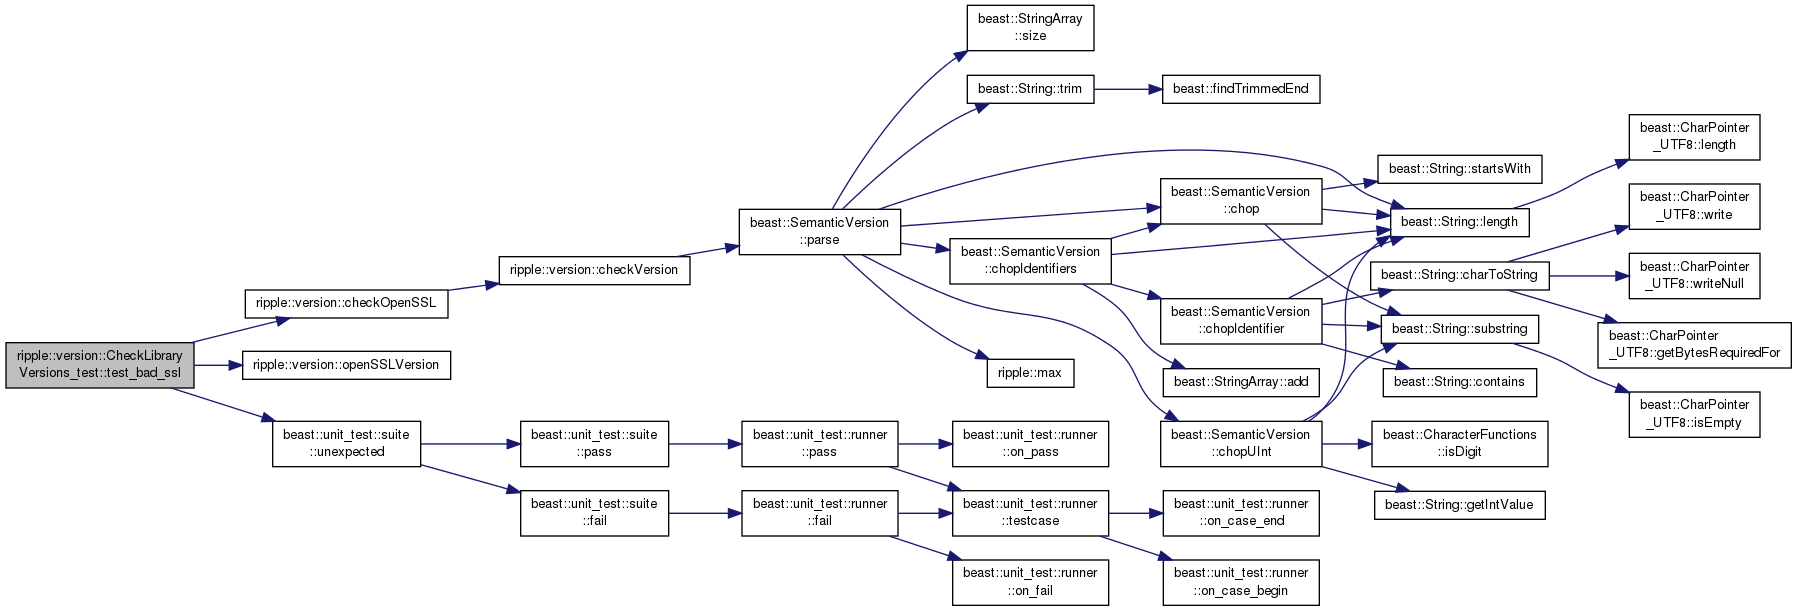 ripple::version::CheckLibrary
Versions_test::test_bad_ssl
ripple::version::checkOpenSSL
ripple::version::openSSLVersion
beast::unit_test::suite
::unexpected
ripple::version::checkVersion
beast::unit_test::suite
::pass
beast::unit_test::suite
::fail
beast::SemanticVersion
::parse
beast::unit_test::runner
::pass
beast::unit_test::runner
::fail
beast::StringArray
::size
beast::String::trim
beast::SemanticVersion
::chopIdentifiers
ripple::max
beast::unit_test::runner
::on_pass
beast::unit_test::runner
::testcase
beast::unit_test::runner
::on_fail
beast::findTrimmedEnd
beast::SemanticVersion
::chop
beast::SemanticVersion
::chopIdentifier
beast::StringArray::add
beast::SemanticVersion
::chopUInt
beast::unit_test::runner
::on_case_end
beast::unit_test::runner
::on_case_begin
beast::String::startsWith
beast::String::length
beast::String::charToString
beast::String::substring
beast::String::contains
beast::CharacterFunctions
::isDigit
beast::String::getIntValue
beast::CharPointer
_UTF8::length
beast::CharPointer
_UTF8::write
beast::CharPointer
_UTF8::writeNull
beast::CharPointer
_UTF8::getBytesRequiredFor
beast::CharPointer
_UTF8::isEmpty